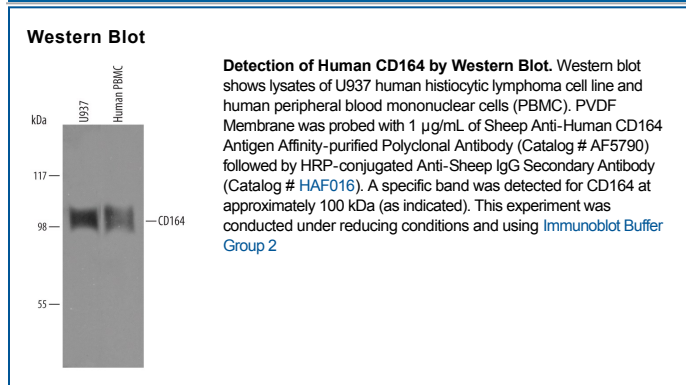 Western Blot
U937
Human PBMC
kDa
117
98
CD164
55
Detection of Human CD164 by Western Blot. Western blot
shows lysates of U937 human histiocytic lymphoma cell line and
human peripheral blood mononuclear cells (PBMC). PVDF
Membrane was probed with 1 µg/mL of Sheep Anti-Human CD164
Antigen Affinity-purified Polyclonal Antibody (Catalog # AF5790)
followed by HRP-conjugated Anti-Sheep IgG Secondary Antibody
(Catalog # HAF016). A specific band was detected for CD164 at
approximately 100 kDa (as indicated). This experiment was
conducted under reducing conditions and using Immunoblot Buffer
Group 2